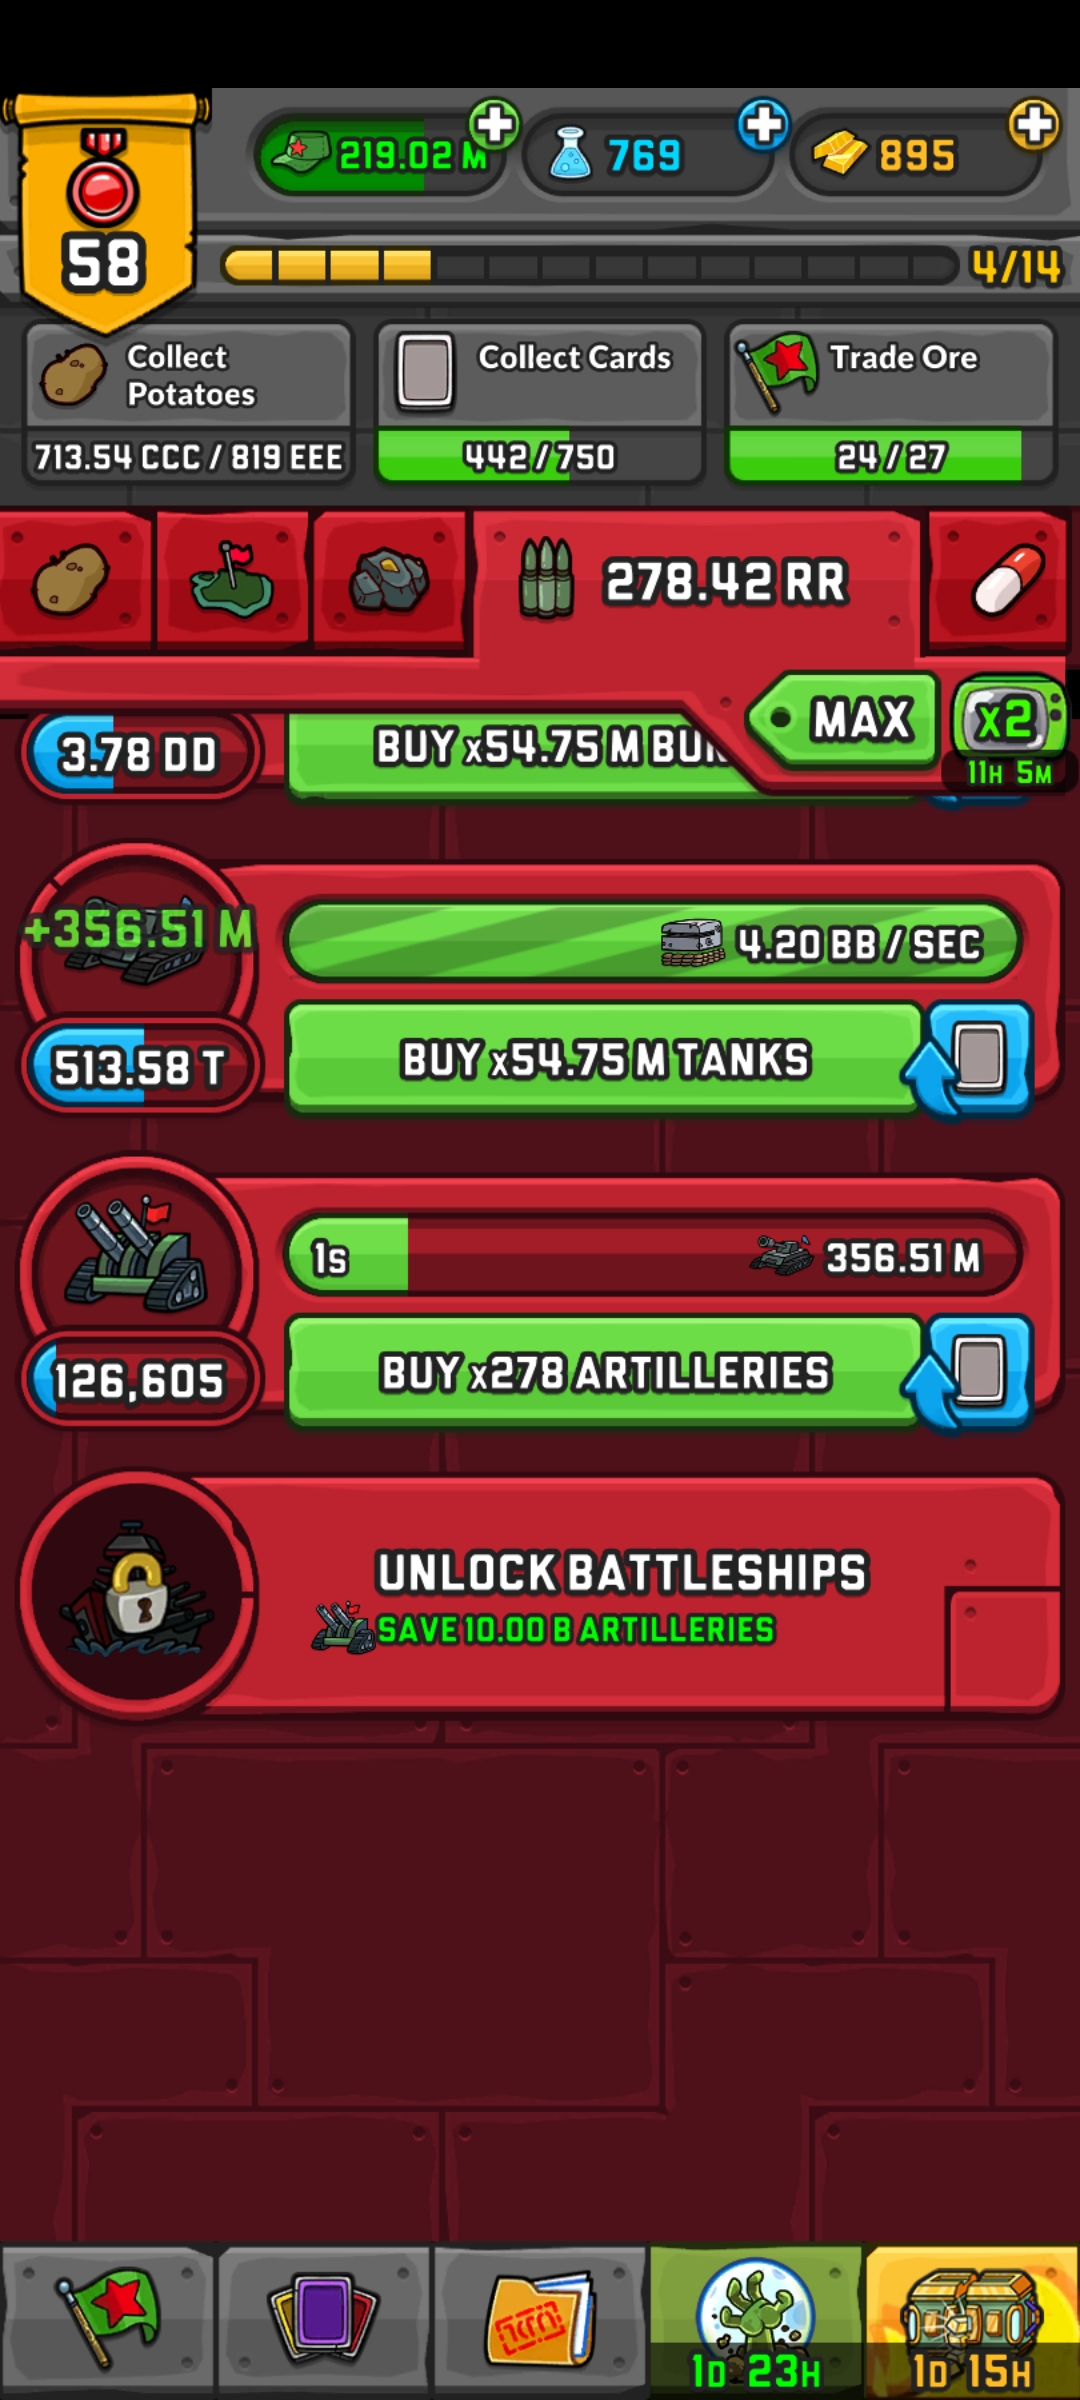 219.02 M
769
895
58
4/14
Collect
Potatoes
713.54 CCC / 819 EEE
Collect Cards
442/750
Trade Ore
24/27
278.42 RR
MAX
x2
11H 5M
3.78 DD
BUY x54.75 M
+356.51 M
4.20 BB / SEC
513.58 T
BUY x54.75 M TANKS
1s
356.51 M
126,605
BUY x278 ARTILLERIES
UNLOCK BATTLESHIPS
SAVE 10.00 B ARTILLERIES
1D 23H
1D 15H